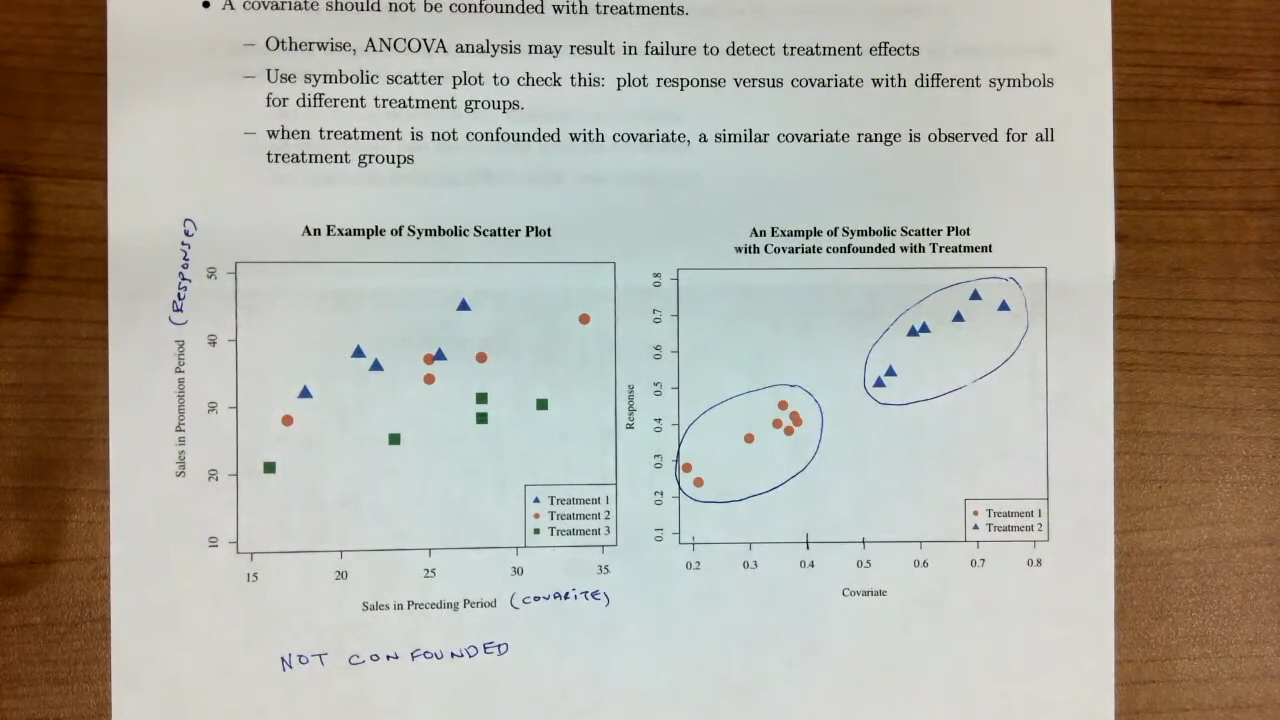 • A covariate should not be confounded with treatments.
– Otherwise, ANCOVA analysis may result in failure to detect treatment effects
– Use symbolic scatter plot to check this: plot response versus covariate with different symbols
for different treatment groups.
– when treatment is not confounded with covariate, a similar covariate range is observed for all
treatment groups
An Example of Symbolic Scatter Plot
Sales in Promotion Period (RESPONSE)
50
40
30
20
10
Treatment 1
Treatment 2
Treatment 3
15 20 25 30 35
Sales in Preceding Period (COVARITE)
NOT CONFOUNDED
An Example of Symbolic Scatter Plot
with Covariate confounded with Treatment
Response
0.8
0.7
0.6
0.5
0.4
0.3
0.2
0.1
Treatment 1
Treatment 2
0.2 0.3 0.4 0.5 0.6 0.7 0.8
Covariate